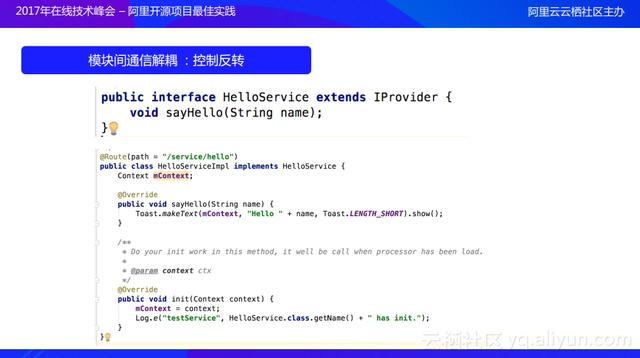 2017年在线技术峰会 – 阿里开源项目最佳实践
阿里云云栖社区主办
模块间通信解耦 ：控制反转
public interface HelloService extends IProvider {
    void sayHello(String name);
}
@Route(path = "/service/hello")
public class HelloServiceImpl implements HelloService {
    Context mContext;
    @Override
    public void sayHello(String name) {
        Toast.makeText(mContext, "Hello " + name, Toast.LENGTH_SHORT).show();
    }
    /**
     * Do your init work in this method, it well be call when processor has been load.
     *
     * @param context ctx
     */
    @Override
    public void init(Context context) {
        mContext = context;
        Log.e("testService", HelloService.class.getName() + " has init.");
    }
}
云栖社区 yq.aliyun.com